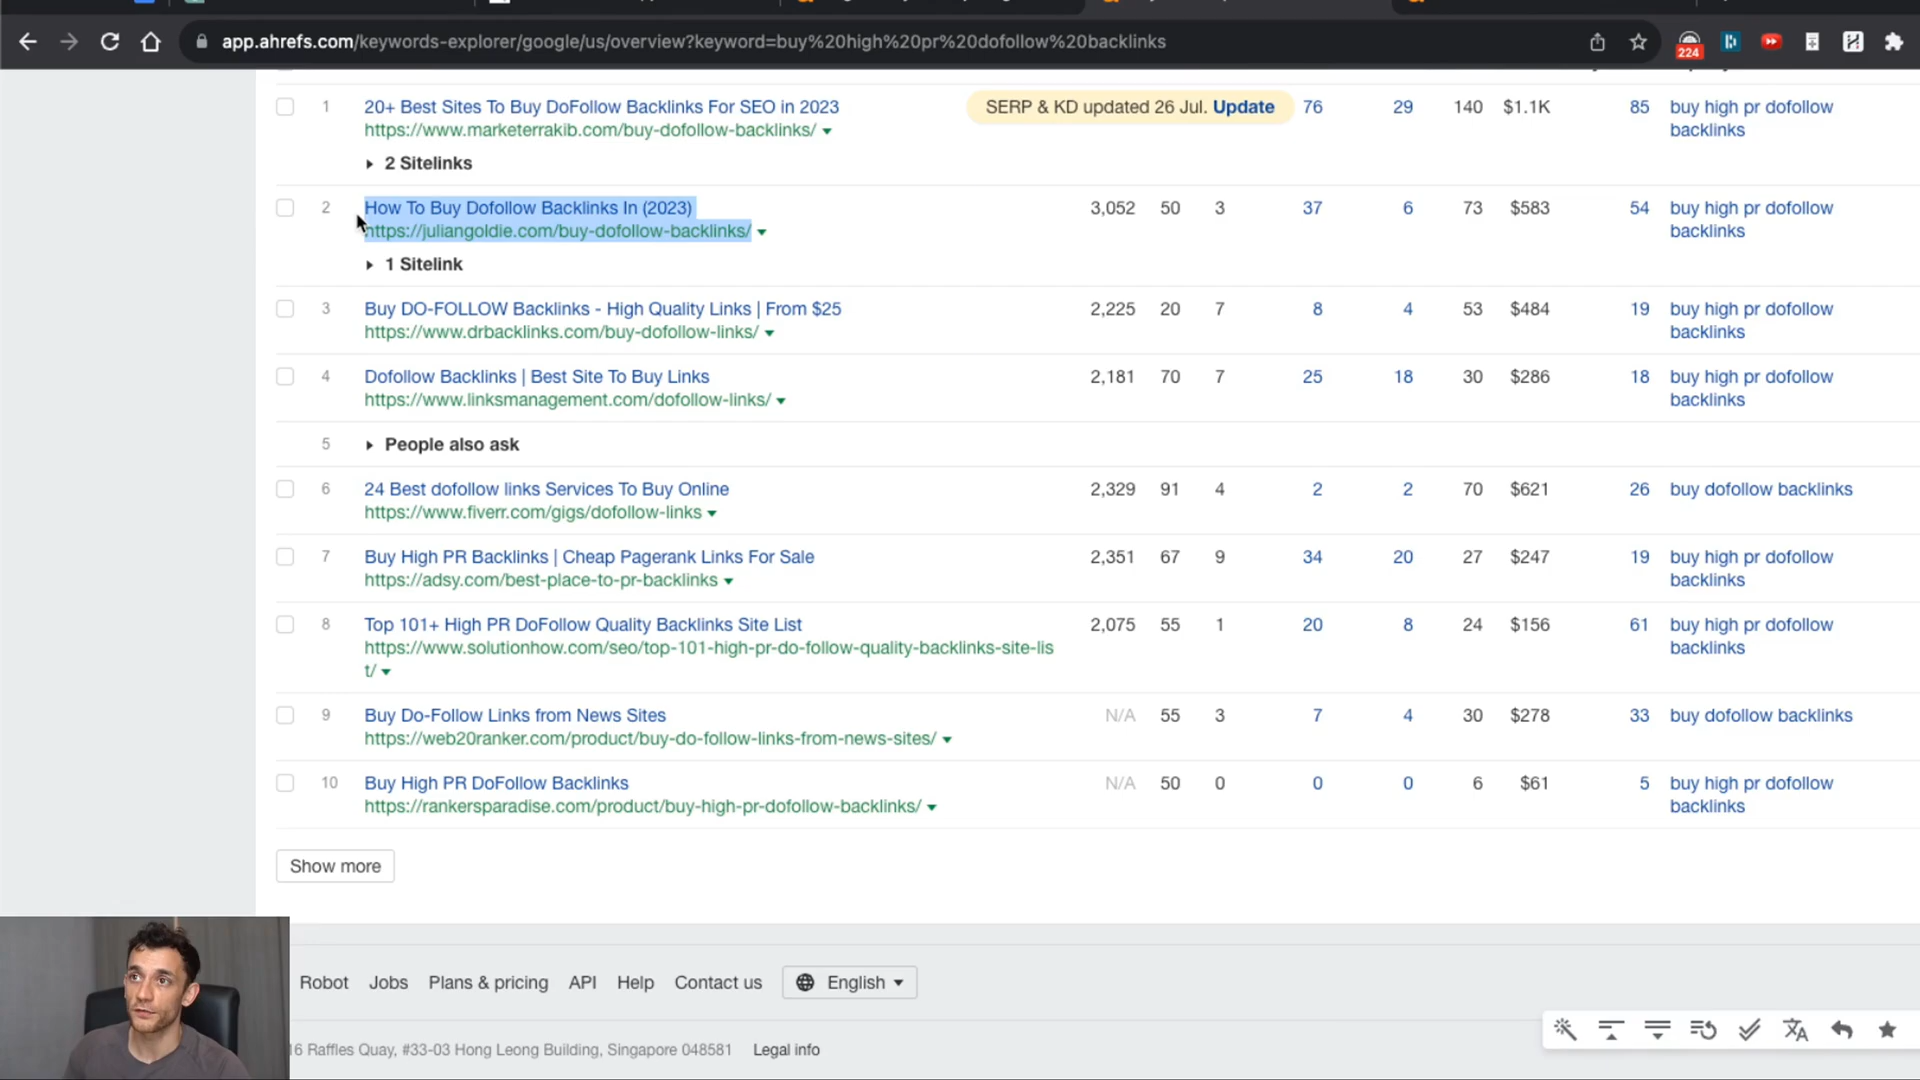 app.ahrefs.com/keywords-explorer/google/us/overview?keyword=buy%20high%20pr%20dofollow%20backlinks
224
1 20+ Best Sites To Buy DoFollow Backlinks For SEO in 2023 SERP & KD updated 26 Jul. Update 76 29 140 $1.1K 85 buy high pr dofollow
https://www.marketerrakib.com/buy-dofollow-backlinks/ backlinks
2 Sitelinks
2 How To Buy Dofollow Backlinks In (2023) 3,052 50 3 37 6 73 $583 54 buy high pr dofollow
https://juliangoldie.com/buy-dofollow-backlinks/ backlinks
1 Sitelink
3 Buy DO-FOLLOW Backlinks - High Quality Links | From $25 2,225 20 7 8 4 53 $484 19 buy high pr dofollow
https://www.drbacklinks.com/buy-dofollow-links/ backlinks
4 Dofollow Backlinks | Best Site To Buy Links 2,181 70 7 25 18 30 $286 18 buy high pr dofollow
https://www.linksmanagement.com/dofollow-links/ backlinks
5 People also ask
6 24 Best dofollow links Services To Buy Online 2,329 91 4 2 2 70 $621 26 buy dofollow backlinks
https://www.fiverr.com/gigs/dofollow-links
7 Buy High PR Backlinks | Cheap Pagerank Links For Sale 2,351 67 9 34 20 27 $247 19 buy high pr dofollow
https://adsy.com/best-place-to-pr-backlinks backlinks
8 Top 101+ High PR DoFollow Quality Backlinks Site List 2,075 55 1 20 8 24 $156 61 buy high pr dofollow
https://www.solutionhow.com/seo/top-101-high-pr-do-follow-quality-backlinks-site-lis backlinks
t/
9 Buy Do-Follow Links from News Sites N/A 55 3 7 4 30 $278 33 buy dofollow backlinks
https://web20ranker.com/product/buy-do-follow-links-from-news-sites/
10 Buy High PR DoFollow Backlinks N/A 50 0 0 0 6 $61 5 buy high pr dofollow
https://rankersparadise.com/product/buy-high-pr-dofollow-backlinks/ backlinks
Show more
Robot Jobs Plans & pricing API Help Contact us English
16 Raffles Quay, #33-03 Hong Leong Building, Singapore 048581 Legal info